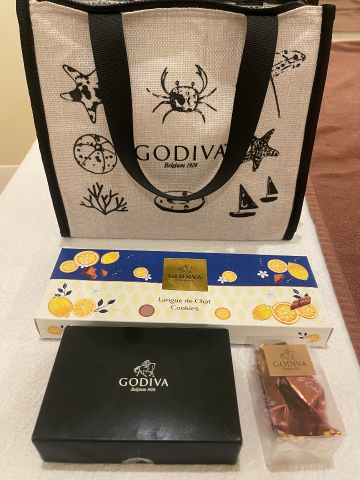 GODIVA
Belgium 1926
GODIVA
Langue de Chat
Cookies
GODIVA
Belgium 1926
GODIVA